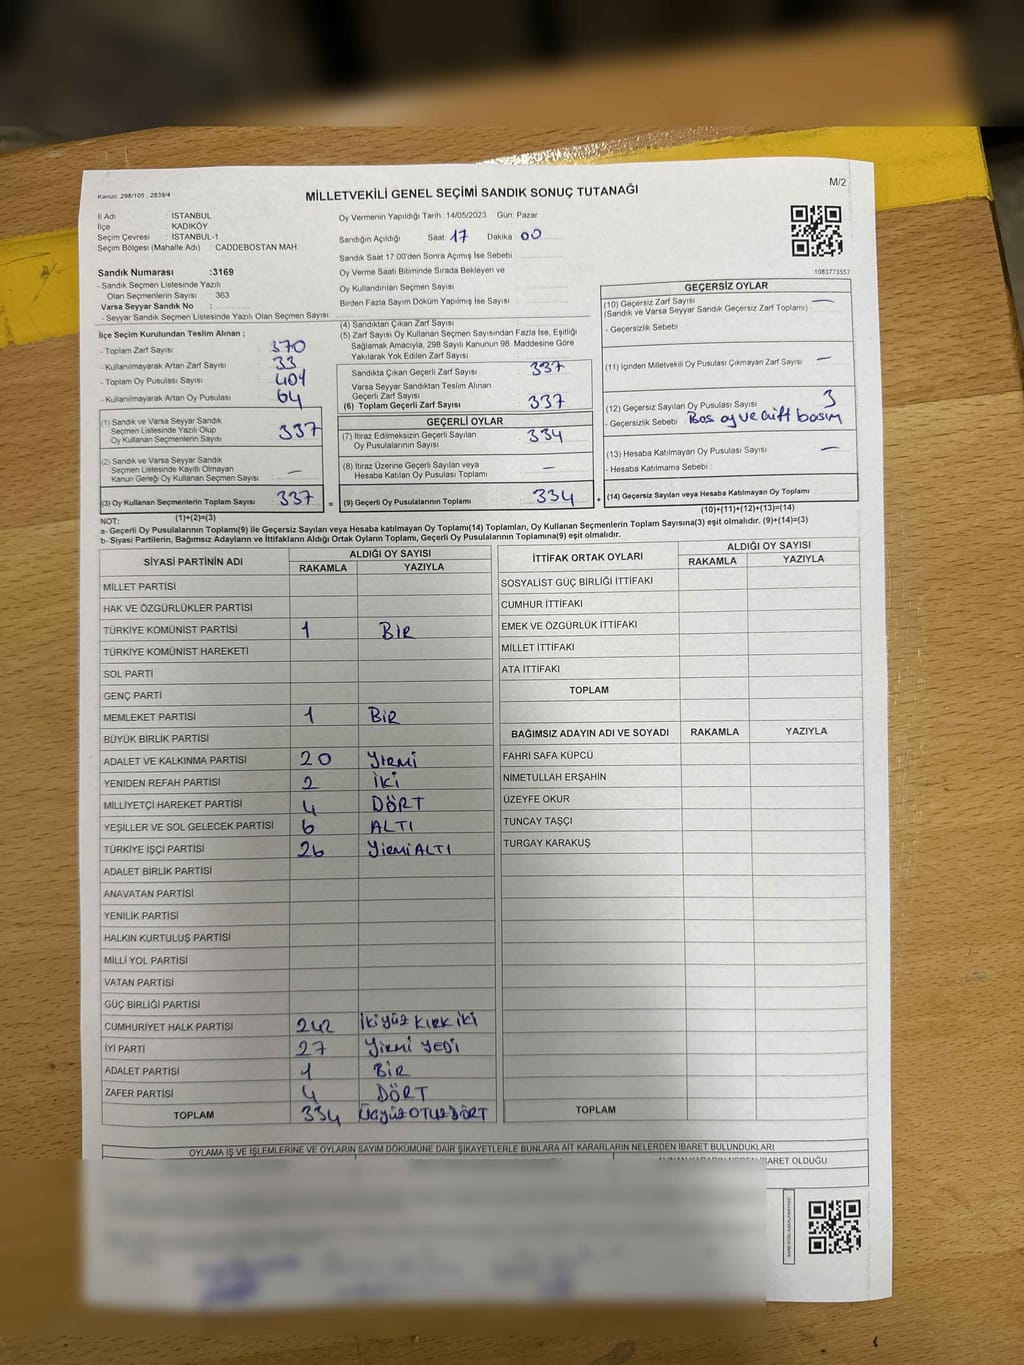 Kanun: 298/105, 2839/4
MİLLETVEKİLİ GENEL SEÇİMİ SANDIK SONUÇ TUTANAĞI
M/2
İl Adı : İSTANBUL
İlçe : KADIKÖY
Seçim Çevresi : İSTANBUL-1
Seçim Bölgesi (Mahalle Adı) : CADDEBOSTAN MAH
Oy Vermenin Yapıldığı Tarih : 14/05/2023 Gün: Pazar
Sandığın Açıldığı Saat: 17 Dakika : 00
Sandık Saat 17.00'den Sonra Açımış İse Sebebi :
Oy Verme Saati Bitiminde Sırada Bekleyen ve
Oy Kullandırılan Seçmen Sayısı :
Birden Fazla Sayım Döküm Yapılmış İse Sayısı :
1083773557
Sandık Numarası :3169
- Sandık Seçmen Listesinde Yazılı
Olan Seçmenlerin Sayısı : 363
Varsa Seyyar Sandık No :
- Seyyar Sandık Seçmen Listesinde Yazılı Olan Seçmen Sayısı:
İlçe Seçim Kurulundan Teslim Alınan ;
- Toplam Zarf Sayısı : 370
- Kullanılmayarak Artan Zarf Sayısı : 33
- Toplam Oy Pusulası Sayısı : 401
- Kullanılmayarak Artan Oy Pusulası : 64
(1) Sandık ve Varsa Seyyar Sandık
Seçmen Listesinde Yazılı Olup
Oy Kullanan Seçmenlerin Sayısı : 337
(2) Sandık ve Varsa Seyyar Sandık
Seçmen Listesinde Kayıtlı Olmayan
Kanun Gereği Oy Kullanan Seçmen Sayısı : —
(3) Oy Kullanan Seçmenlerin Toplam Sayısı : 337 =
(1)+(2)=(3)
(4) Sandıktan Çıkan Zarf Sayısı
(5) Zarf Sayısı Oy Kullanan Seçmen Sayısından Fazla İse, Eşitliği
Sağlamak Amacıyla, 298 Sayılı Kanunun 98. Maddesine Göre
Yakılarak Yok Edilen Zarf Sayısı :
Sandıkta Çıkan Geçerli Zarf Sayısı : 337
Varsa Seyyar Sandıktan Teslim Alınan
Geçerli Zarf Sayısı
(6) Toplam Geçerli Zarf Sayısı : 337
GEÇERLİ OYLAR
(7) İtiraz Edilmeksizin Geçerli Sayılan
Oy Pusulalarının Sayısı : 334
(8) İtiraz Üzerine Geçerli Sayılan veya
Hesaba Katılan Oy Pusulası Toplamı : —
(9) Geçerli Oy Pusulalarının Toplamı : 334 +
GEÇERSİZ OYLAR
(10) Geçersiz Zarf Sayısı : —
(Sandık ve Varsa Seyyar Sandık Geçersiz Zarf Toplamı)
- Geçersizlik Sebebi :
(11) İçinden Milletvekili Oy Pusulası Çıkmayan Zarf Sayısı : —
(12) Geçersiz Sayılan Oy Pusulası Sayısı : 3
- Geçersizlik Sebebi : Boş oy ve çift basım
(13) Hesaba Katılmayan Oy Pusulası Sayısı : —
- Hesaba Katılmama Sebebi :
(14) Geçersiz Sayılan veya Hesaba Katılmayan Oy Pusulası Toplamı :
(10)+(11)+(12)+(13)=(14)
NOT:
a- Geçerli Oy Pusulalarının Toplamı(9) ile Geçersiz Sayılan veya Hesaba katılmayan Oy Toplamı(14) Toplamları, Oy Kullanan Seçmenlerin Toplam Sayısına(3) eşit olmalıdır. (9)+(14)=(3)
b- Siyasi Partilerin, Bağımsız Adayların ve İttifakların Aldığı Ortak Oyların Toplamı, Geçerli Oy Pusulalarının Toplamına(9) eşit olmalıdır.
SİYASİ PARTİNİN ADI ALDIĞI OY SAYISI
RAKAMLA YAZIYLA
MİLLET PARTİSİ
HAK VE ÖZGÜRLÜKLER PARTİSİ
TÜRKİYE KOMÜNİST PARTİSİ 1 BİR
TÜRKİYE KOMÜNİST HAREKETİ
SOL PARTİ
GENÇ PARTİ
MEMLEKET PARTİSİ 1 BİR
BÜYÜK BİRLİK PARTİSİ
ADALET VE KALKINMA PARTİSİ 20 Yirmi
YENİDEN REFAH PARTİSİ 2 İKİ
MİLLİYETÇİ HAREKET PARTİSİ 4 DÖRT
YEŞİLLER VE SOL GELECEK PARTİSİ 6 ALTI
TÜRKİYE İŞÇİ PARTİSİ 26 YİRMİ ALTI
ADALET BİRLİK PARTİSİ
ANAVATAN PARTİSİ
YENİLİK PARTİSİ
HALKIN KURTULUŞ PARTİSİ
MİLLİ YOL PARTİSİ
VATAN PARTİSİ
GÜÇ BİRLİĞİ PARTİSİ
CUMHURİYET HALK PARTİSİ 242 İKİ YÜZ KIRK İKİ
İYİ PARTİ 27 YİRMİ YEDİ
ADALET PARTİSİ 1 BİR
ZAFER PARTİSİ 4 DÖRT
TOPLAM 334 ÜÇYÜZ OTUZ DÖRT
İTTİFAK ORTAK OYLARI ALDIĞI OY SAYISI
RAKAMLA YAZIYLA
SOSYALİST GÜÇ BİRLİĞİ İTTİFAKI
CUMHUR İTTİFAKI
EMEK VE ÖZGÜRLÜK İTTİFAKI
MİLLET İTTİFAKI
ATA İTTİFAKI
TOPLAM
BAĞIMSIZ ADAYIN ADI VE SOYADI RAKAMLA YAZIYLA
FAHRİ SAFA KÜPCÜ
NİMETULLAH ERŞAHİN
ÜZEYFE OKUR
TUNCAY TAŞÇI
TURGAY KARAKUŞ
TOPLAM
OYLAMA İŞ VE İŞLEMLERİNE VE OYLARIN SAYIM DÖKÜMÜNE DAİR ŞİKAYETLERLE BUNLARA AİT KARARLARIN NELERDEN İBARET BULUNDUKLARI
İBARET OLDUĞU